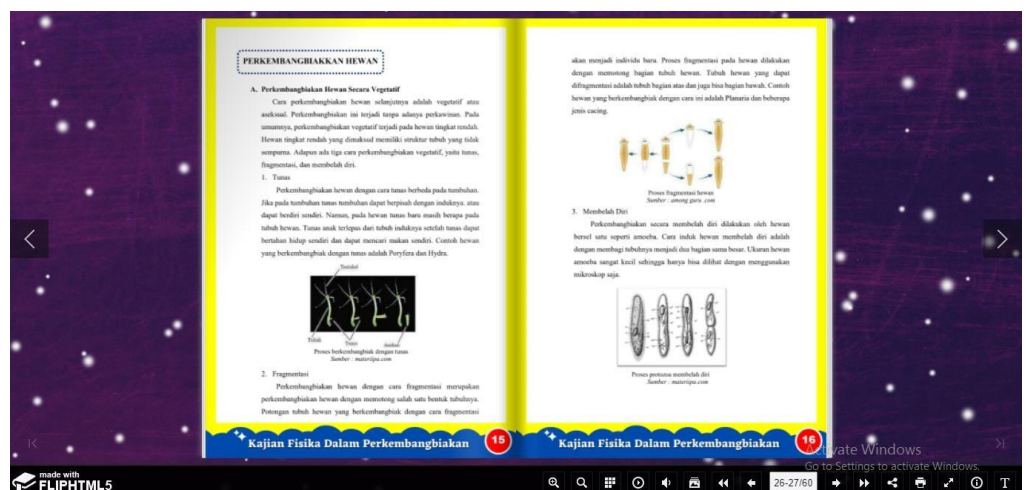 PERKEMBANGBIAKKAN HEWAN
A. Perkembangbiakan Hewan Secara Vegetatif
Cara perkembangbiakan hewan selanjutnya adalah vegetatif atau
aseksual. Perkembangbiakan ini terjadi tanpa adanya perkawinan. Pada
umumnya, perkembangbiakan vegetatif terjadi pada hewan tingkat rendah.
Hewan tingkat rendah yang dimaksud memiliki struktur tubuh yang tidak
sempurna. Adapun ada tiga cara perkembangbiakan vegetatif, yaitu tunas,
fragmentasi, dan membelah diri.
1. Tunas
Perkembangbiakan hewan dengan cara tunas berbeda pada tumbuhan.
Jika pada tumbuhan tunas tumbuhan dapat berpisah dengan induknya. atau
dapat berdiri sendiri. Namun, pada hewan tunas baru masih berapa pada
tubuh hewan. Tunas anak terlepas dari tubuh induknya setelah tunas dapat
bertahan hidup sendiri dan dapat mencari makan sendiri. Contoh hewan
yang berkembangbiak dengan tunas adalah Poryfera dan Hydra.
Tentakel
Tubuh
Tunas
Anakan
Proses berkembangbiak dengan tunas
Sumber : materiipa.com
2. Fragmentasi
Perkembangbiakan hewan dengan cara fragmentasi merupakan
perkembangbiakan hewan dengan memotong salah satu bentuk tubuhnya.
Potongan tubuh hewan yang berkembangbiak dengan cara fragmentasi
Kajian Fisika Dalam Perkembangbiakan
15
akan menjadi individu baru. Proses fragmentasi pada hewan dilakukan
dengan memotong bagian tubuh hewan. Tubuh hewan yang dapat
difragmentasi adalah tubuh bagian atas dan juga bisa bagian bawah. Contoh
hewan yang berkembangbiak dengan cara ini adalah Planaria dan beberapa
jenis cacing.
Proses fragmentasi hewan
Sumber : among guru .com
3. Membelah Diri
Perkembangbiakan secara membelah diri dilakukan oleh hewan
bersel satu seperti amoeba. Cara induk hewan membelah diri adalah
dengan membagi tubuhnya menjadi dua bagian sama besar. Ukuran hewan
amoeba sangat kecil sehingga hanya bisa dilihat dengan menggunakan
mikroskop saja.
Proses protozoa membelah diri
Sumber : materiipa.com
Kajian Fisika Dalam Perkembangbiakan
16
Activate Windows
Go to Settings to activate Windows.
made with
FLIPHTML5
26-27/60
T